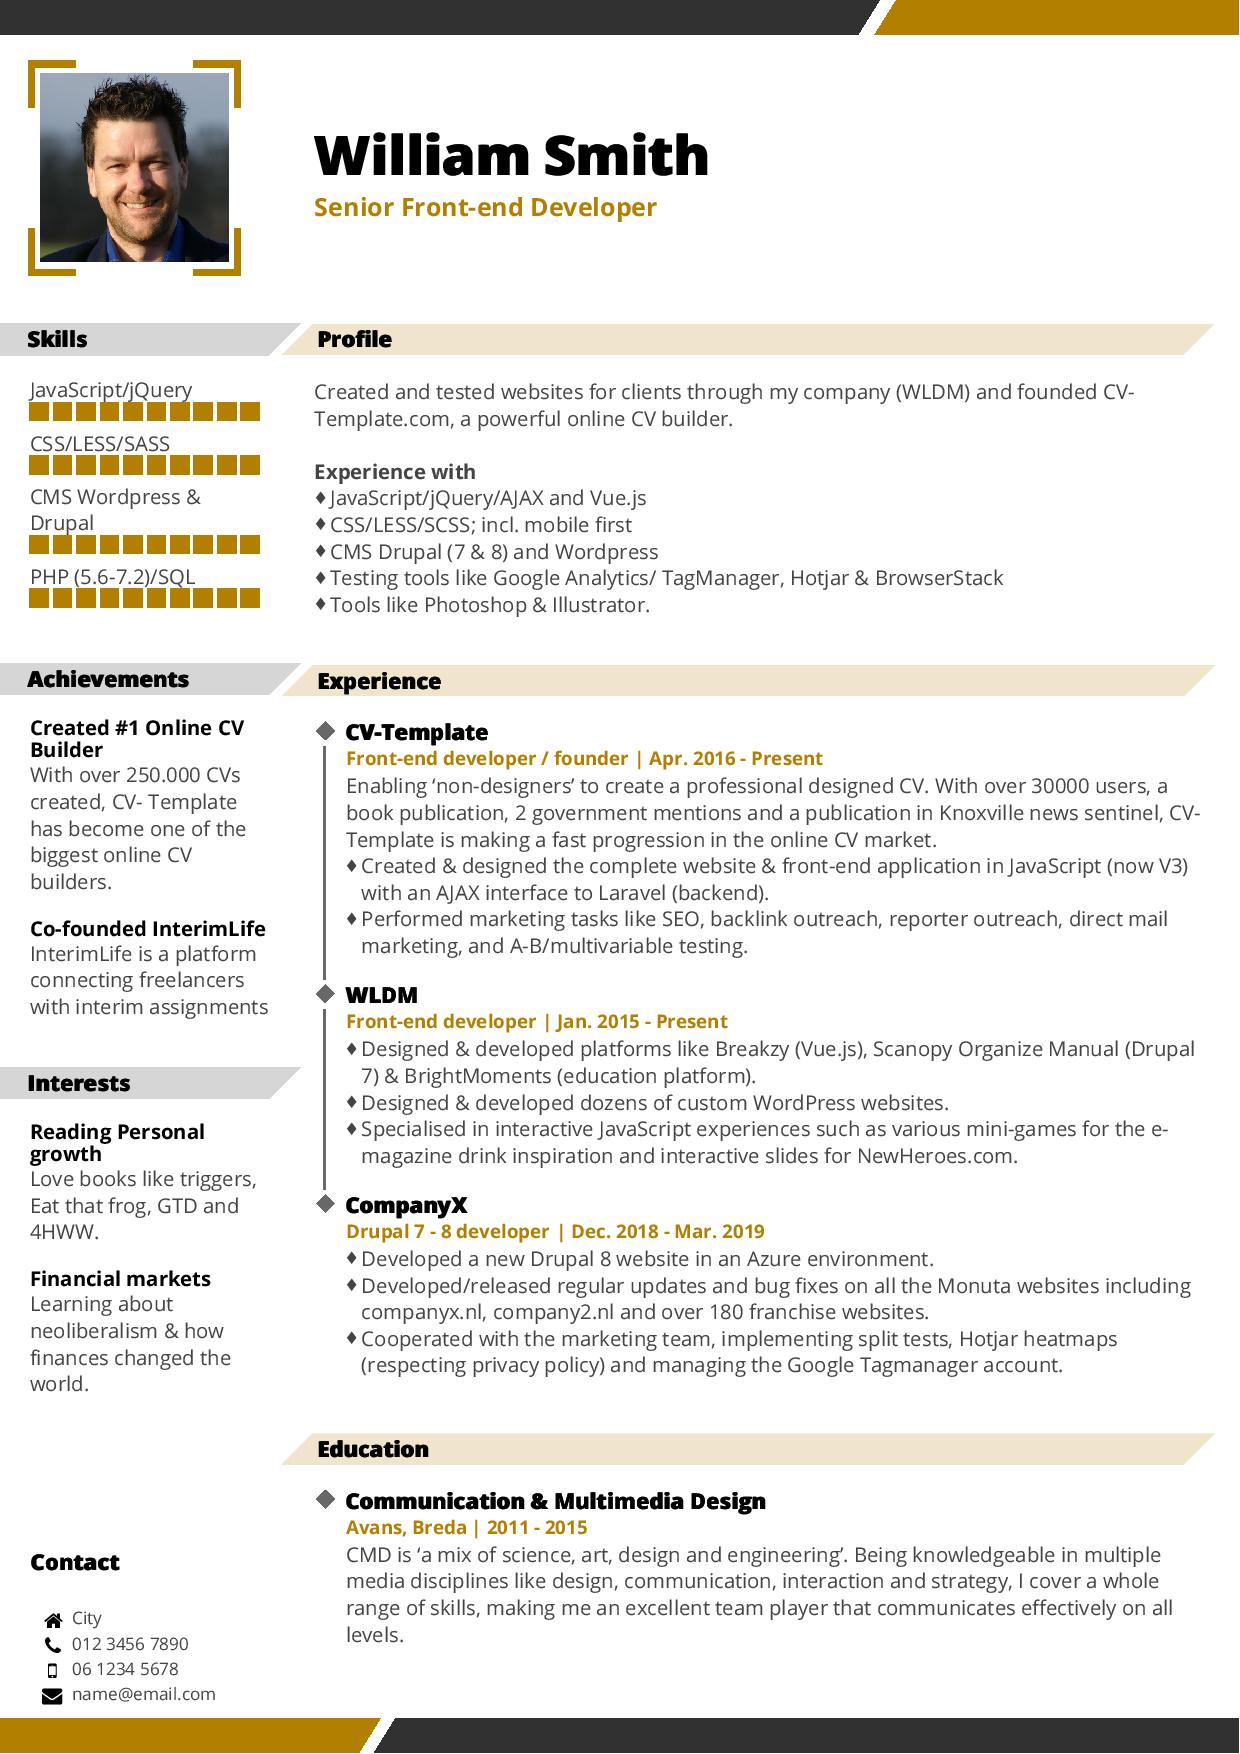 William Smith
Senior Front-end Developer
Skills
JavaScript/jQuery
CSS/LESS/SASS
CMS Wordpress &
Drupal
PHP (5.6-7.2)/SQL
Achievements
Created #1 Online CV
Builder
With over 250.000 CVs
created, CV- Template
has become one of the
biggest online CV
builders.
Co-founded InterimLife
InterimLife is a platform
connecting freelancers
with interim assignments
Interests
Reading Personal
growth
Love books like triggers,
Eat that frog, GTD and
4HWW.
Financial markets
Learning about
neoliberalism & how
finances changed the
world.
Contact
City
012 3456 7890
06 1234 5678
name@email.com
Profile
Created and tested websites for clients through my company (WLDM) and founded CV-
Template.com, a powerful online CV builder.
Experience with
♦ JavaScript/jQuery/AJAX and Vue.js
♦ CSS/LESS/SCSS; incl. mobile first
♦ CMS Drupal (7 & 8) and Wordpress
♦ Testing tools like Google Analytics/ TagManager, Hotjar & BrowserStack
♦ Tools like Photoshop & Illustrator.
Experience
CV-Template
Front-end developer / founder | Apr. 2016 - Present
Enabling ‘non-designers’ to create a professional designed CV. With over 30000 users, a
book publication, 2 government mentions and a publication in Knoxville news sentinel, CV-
Template is making a fast progression in the online CV market.
♦ Created & designed the complete website & front-end application in JavaScript (now V3)
with an AJAX interface to Laravel (backend).
♦ Performed marketing tasks like SEO, backlink outreach, reporter outreach, direct mail
marketing, and A-B/multivariable testing.
WLDM
Front-end developer | Jan. 2015 - Present
♦ Designed & developed platforms like Breakzy (Vue.js), Scanopy Organize Manual (Drupal
7) & BrightMoments (education platform).
♦ Designed & developed dozens of custom WordPress websites.
♦ Specialised in interactive JavaScript experiences such as various mini-games for the e-
magazine drink inspiration and interactive slides for NewHeroes.com.
CompanyX
Drupal 7 - 8 developer | Dec. 2018 - Mar. 2019
♦ Developed a new Drupal 8 website in an Azure environment.
♦ Developed/released regular updates and bug fixes on all the Monuta websites including
companyx.nl, company2.nl and over 180 franchise websites.
♦ Cooperated with the marketing team, implementing split tests, Hotjar heatmaps
(respecting privacy policy) and managing the Google Tagmanager account.
Education
Communication & Multimedia Design
Avans, Breda | 2011 - 2015
CMD is ‘a mix of science, art, design and engineering’. Being knowledgeable in multiple
media disciplines like design, communication, interaction and strategy, I cover a whole
range of skills, making me an excellent team player that communicates effectively on all
levels.